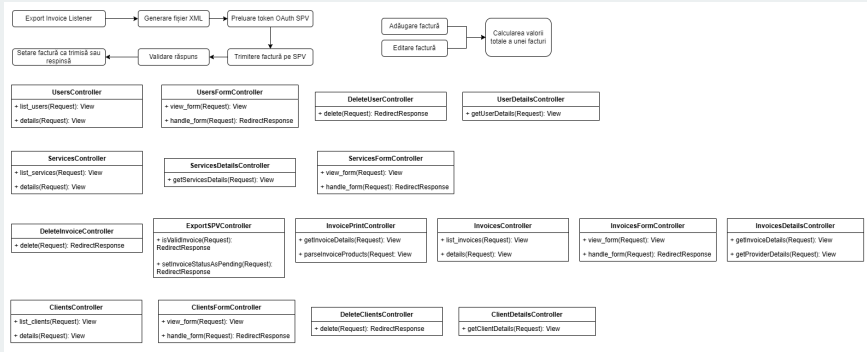 Export Invoice Listener
Generare fișier XML
Preluare token OAuth SPV
Setare factură ca trimisă sau
respinsă
Validare răspuns
Trimitere factură pe SPV
Adăugare factură
Editare factură
Calcularea valorii
totale a unei facturi
UsersController
+ list_users(Request): View
+ details(Request): View
UsersFormController
+ view_form(Request): View
+ handle_form(Request): RedirectResponse
DeleteUserController
+ delete(Request): RedirectResponse
UserDetailsController
+ getUserDetails(Request): View
ServicesController
+ list_services(Request): View
+ details(Request): View
ServicesDetailsController
+ getServicesDetails(Request): View
ServicesFormController
+ view_form(Request): View
+ handle_form(Request): RedirectResponse
DeleteInvoiceController
+ delete(Request): RedirectResponse
ExportSPVController
+ isValidInvoice(Request):
RedirectResponse
+ setInvoiceStatusAsPending(Request):
RedirectResponse
InvoicePrintController
+ getInvoiceDetails(Request): View
+ parseInvoiceProducts(Request): View
InvoicesController
+ list_invoices(Request): View
+ details(Request): View
InvoicesFormController
+ view_form(Request): View
+ handle_form(Request): RedirectResponse
InvoicesDetailsController
+ getInvoiceDetails(Request): View
+ getProviderDetails(Request): View
ClientsController
+ list_clients(Request): View
+ details(Request): View
ClientsFormController
+ view_form(Request): View
+ handle_form(Request): RedirectResponse
DeleteClientsController
+ delete(Request): RedirectResponse
ClientDetailsController
+ getClientDetails(Request): View